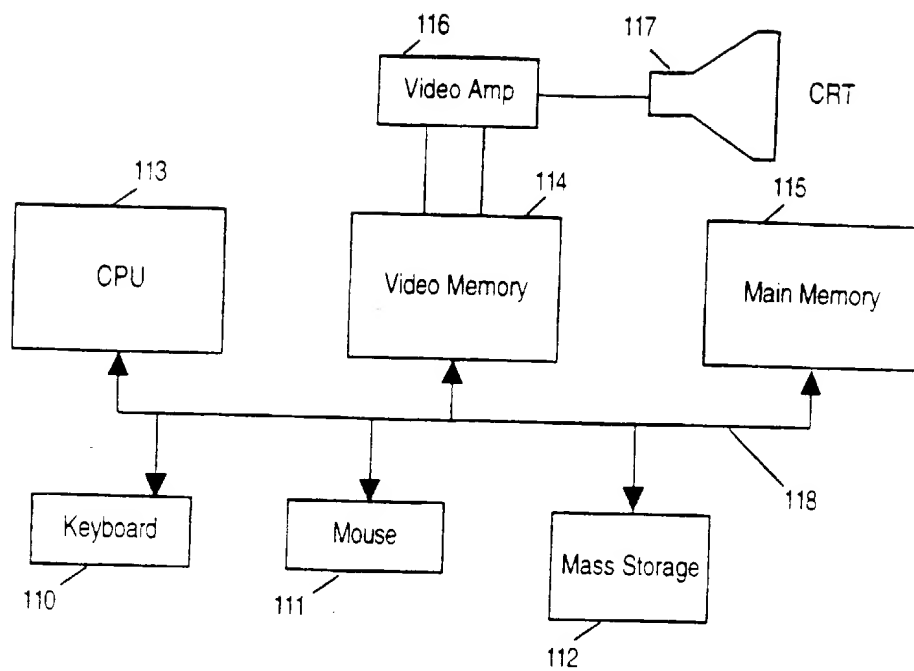 116
117
Video Amp
CRT
113
114
115
CPU
Video Memory
Main Memory
118
Keyboard
Mouse
Mass Storage
110
111
112